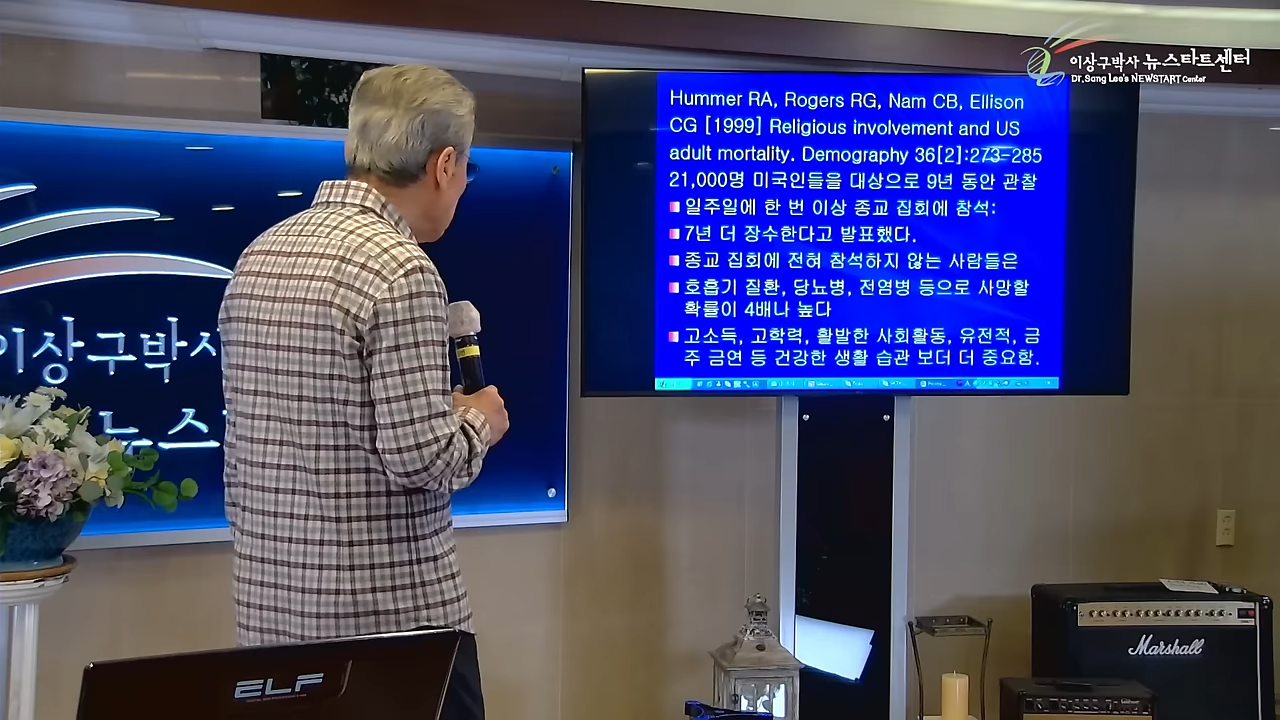 이상구박사 뉴스타트센터
Dr.Sang Lee's NEWSTART Center
Hummer RA, Rogers RG, Nam CB, Ellison
CG [1999] Religious involvement and US
adult mortality. Demography 36[2]:273-285
21,000명 미국인들을 대상으로 9년 동안 관찰
일주일에 한 번 이상 종교 집회에 참석:
7년 더 장수한다고 발표했다.
종교 집회에 전혀 참석하지 않는 사람들은
호흡기 질환, 당뇨병, 전염병 등으로 사망할
확률이 4배나 높다
고소득, 고학력, 활발한 사회활동, 유전적, 금
주 금연 등 건강한 생활 습관 보더 더 중요함.
이상구박사
뉴스
ELF
Marshall